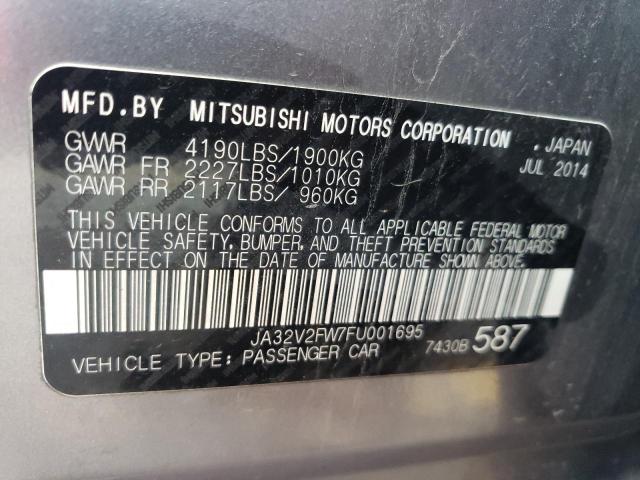 MFD.BY MITSUBISHI MOTORS CORPORATION , JAPAN
GVWR 4190LBS/1900KG JUL 2014
GAWR FR 2227LBS/1010KG
GAWR RR 2117LBS/ 960KG
THIS VEHICLE CONFORMS TO ALL APPLICABLE FEDERAL MOTOR
VEHICLE SAFETY, BUMPER, AND THEFT PREVENTION STANDARDS
IN EFFECT ON THE DATE OF MANUFACTURE SHOWN ABOVE.
JA32V2FW7FU001695
VEHICLE TYPE: PASSENGER CAR 7430B 587